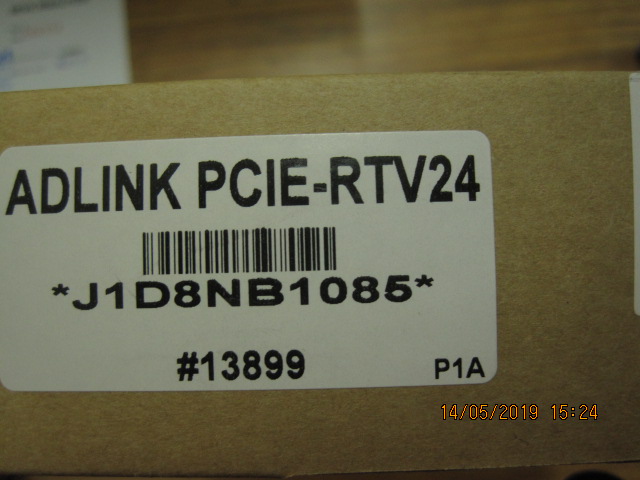 ADLINK PCIE-RTV24
*J1D8NB1085*
#13899
P1A
14/05/2019 15:24